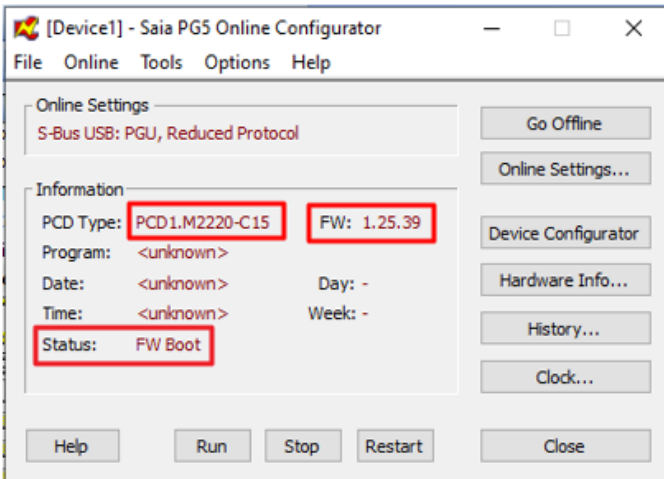 [Device1] - Saia PG5 Online Configurator
File Online Tools Options Help
Online Settings
S-Bus USB: PGU, Reduced Protocol
Go Offline
Online Settings...
Information
PCD Type: PCD1.M2220-C15 FW: 1.25.39
Program: <unknown>
Date: <unknown> Day: -
Time: <unknown> Week: -
Status: FW Boot
Device Configurator
Hardware Info...
History...
Clock...
Help Run Stop Restart Close